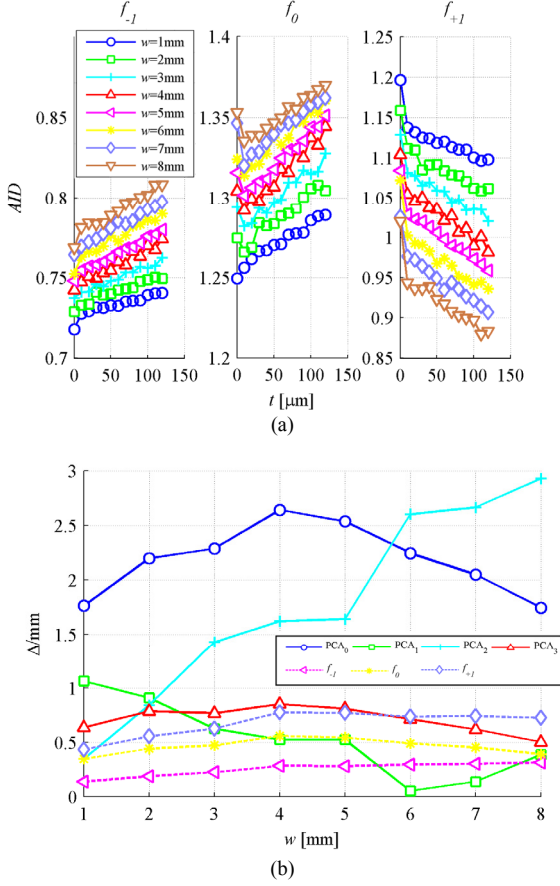 f-1 f0 f+1
w=1mm
w=2mm
w=3mm
w=4mm
w=5mm
w=6mm
w=7mm
w=8mm
AID
0.85
0.8
0.75
0.7
0 50 100 150
1.4
1.35
1.3
1.25
1.2
0 50 100 150
1.25
1.2
1.15
1.1
1.05
1
0.95
0.9
0.85
0 50 100 150
t [μm]
(a)
Δ/mm
3
2.5
2
1.5
1
0.5
0
PCA0 PCA1 PCA2 PCA3
f-1 f0 f+1
1 2 3 4 5 6 7 8
w [mm]
(b)